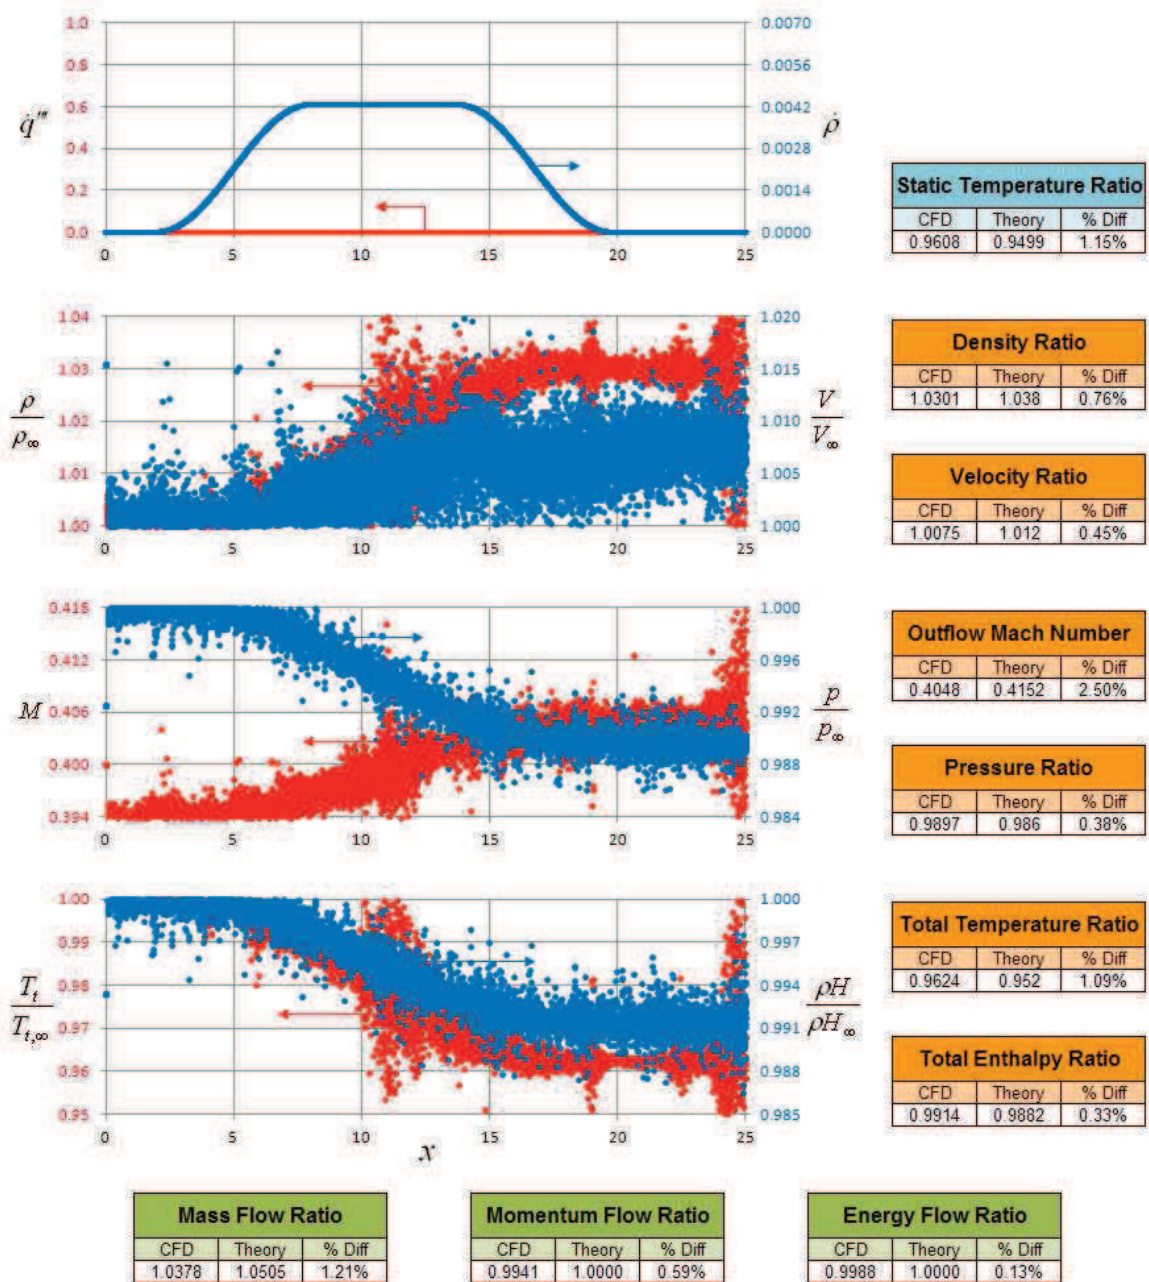 1.0 0.0070
0.8 0.0056
0.6 0.0042
q̇''' ρ̇
0.4 0.0028
0.2 0.0014
0.0 0.0000
0 5 10 15 20 25
Static Temperature Ratio
CFD Theory % Diff
0.9608 0.9499 1.15%
1.04 1.020
1.03 1.015
ρ/ρ∞ V/V∞
1.02 1.010
1.01 1.005
1.00 1.000
0 5 10 15 20 25
Density Ratio
CFD Theory % Diff
1.0301 1.038 0.76%
Velocity Ratio
CFD Theory % Diff
1.0075 1.012 0.45%
0.418 1.000
0.412 0.996
M 0.406 0.992 p/p∞
0.400 0.988
0.394 0.984
0 5 10 15 20 25
Outflow Mach Number
CFD Theory % Diff
0.4048 0.4152 2.50%
Pressure Ratio
CFD Theory % Diff
0.9897 0.986 0.38%
1.00 1.000
0.99 0.997
0.98 0.994
Tt/Tt,∞ ρH/ρH∞
0.97 0.991
0.96 0.988
0.95 0.985
0 5 10 15 20 25
x
Total Temperature Ratio
CFD Theory % Diff
0.9624 0.952 1.09%
Total Enthalpy Ratio
CFD Theory % Diff
0.9914 0.9882 0.33%
Mass Flow Ratio
CFD Theory % Diff
1.0378 1.0505 1.21%
Momentum Flow Ratio
CFD Theory % Diff
0.9941 1.0000 0.59%
Energy Flow Ratio
CFD Theory % Diff
0.9988 1.0000 0.13%